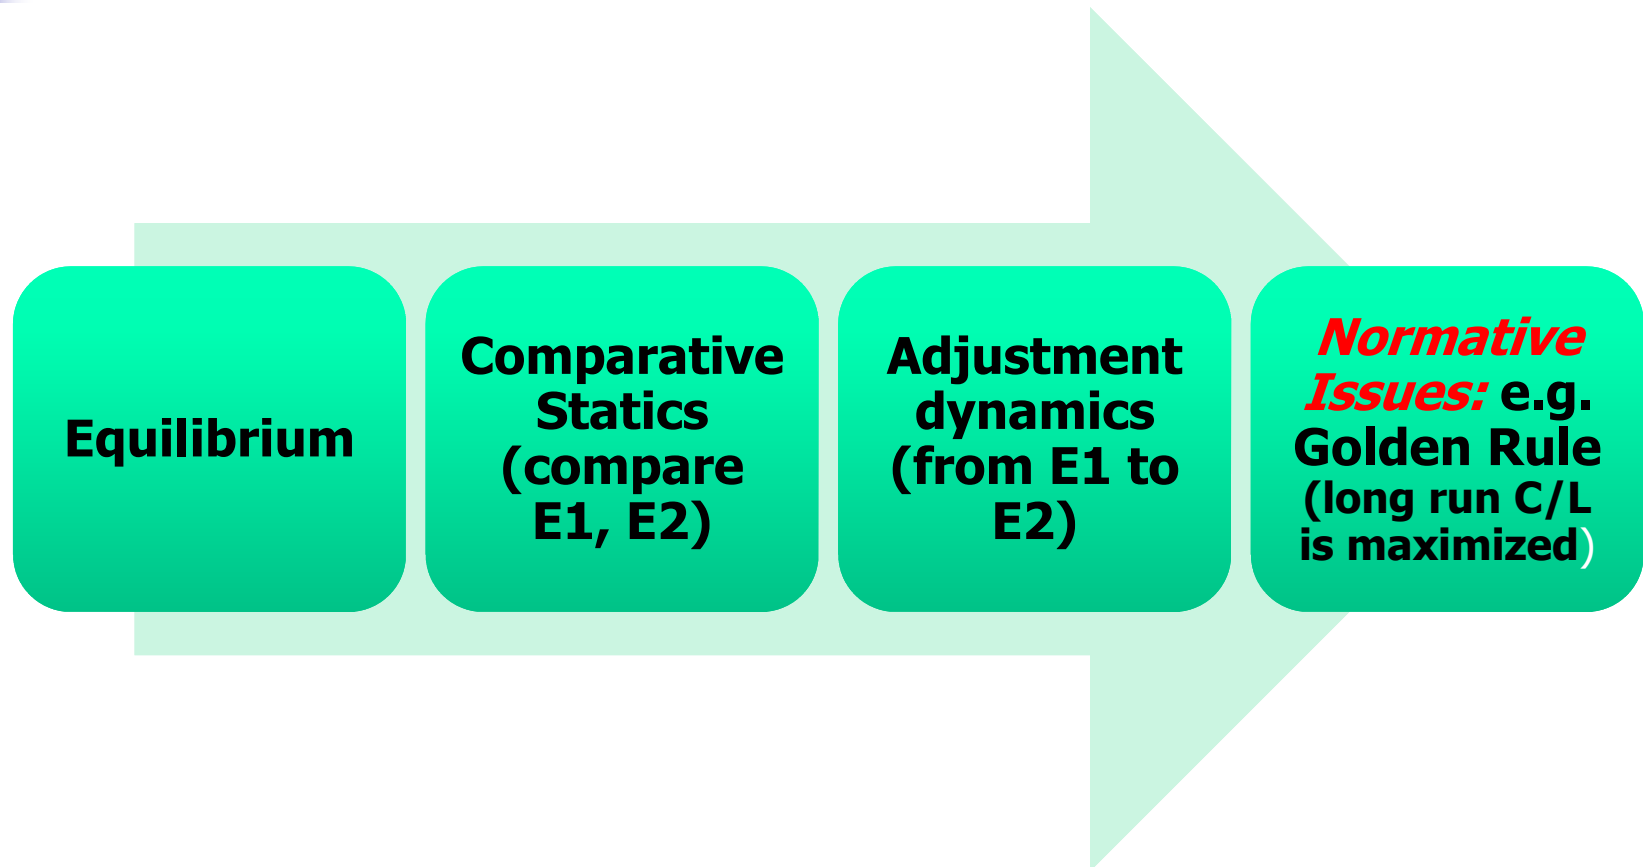 Equilibrium
Comparative
Statics
(compare
E1, E2)
Adjustment
dynamics
(from E1 to
E2)
Normative
Issues: e.g.
Golden Rule
(long run C/L
is maximized)